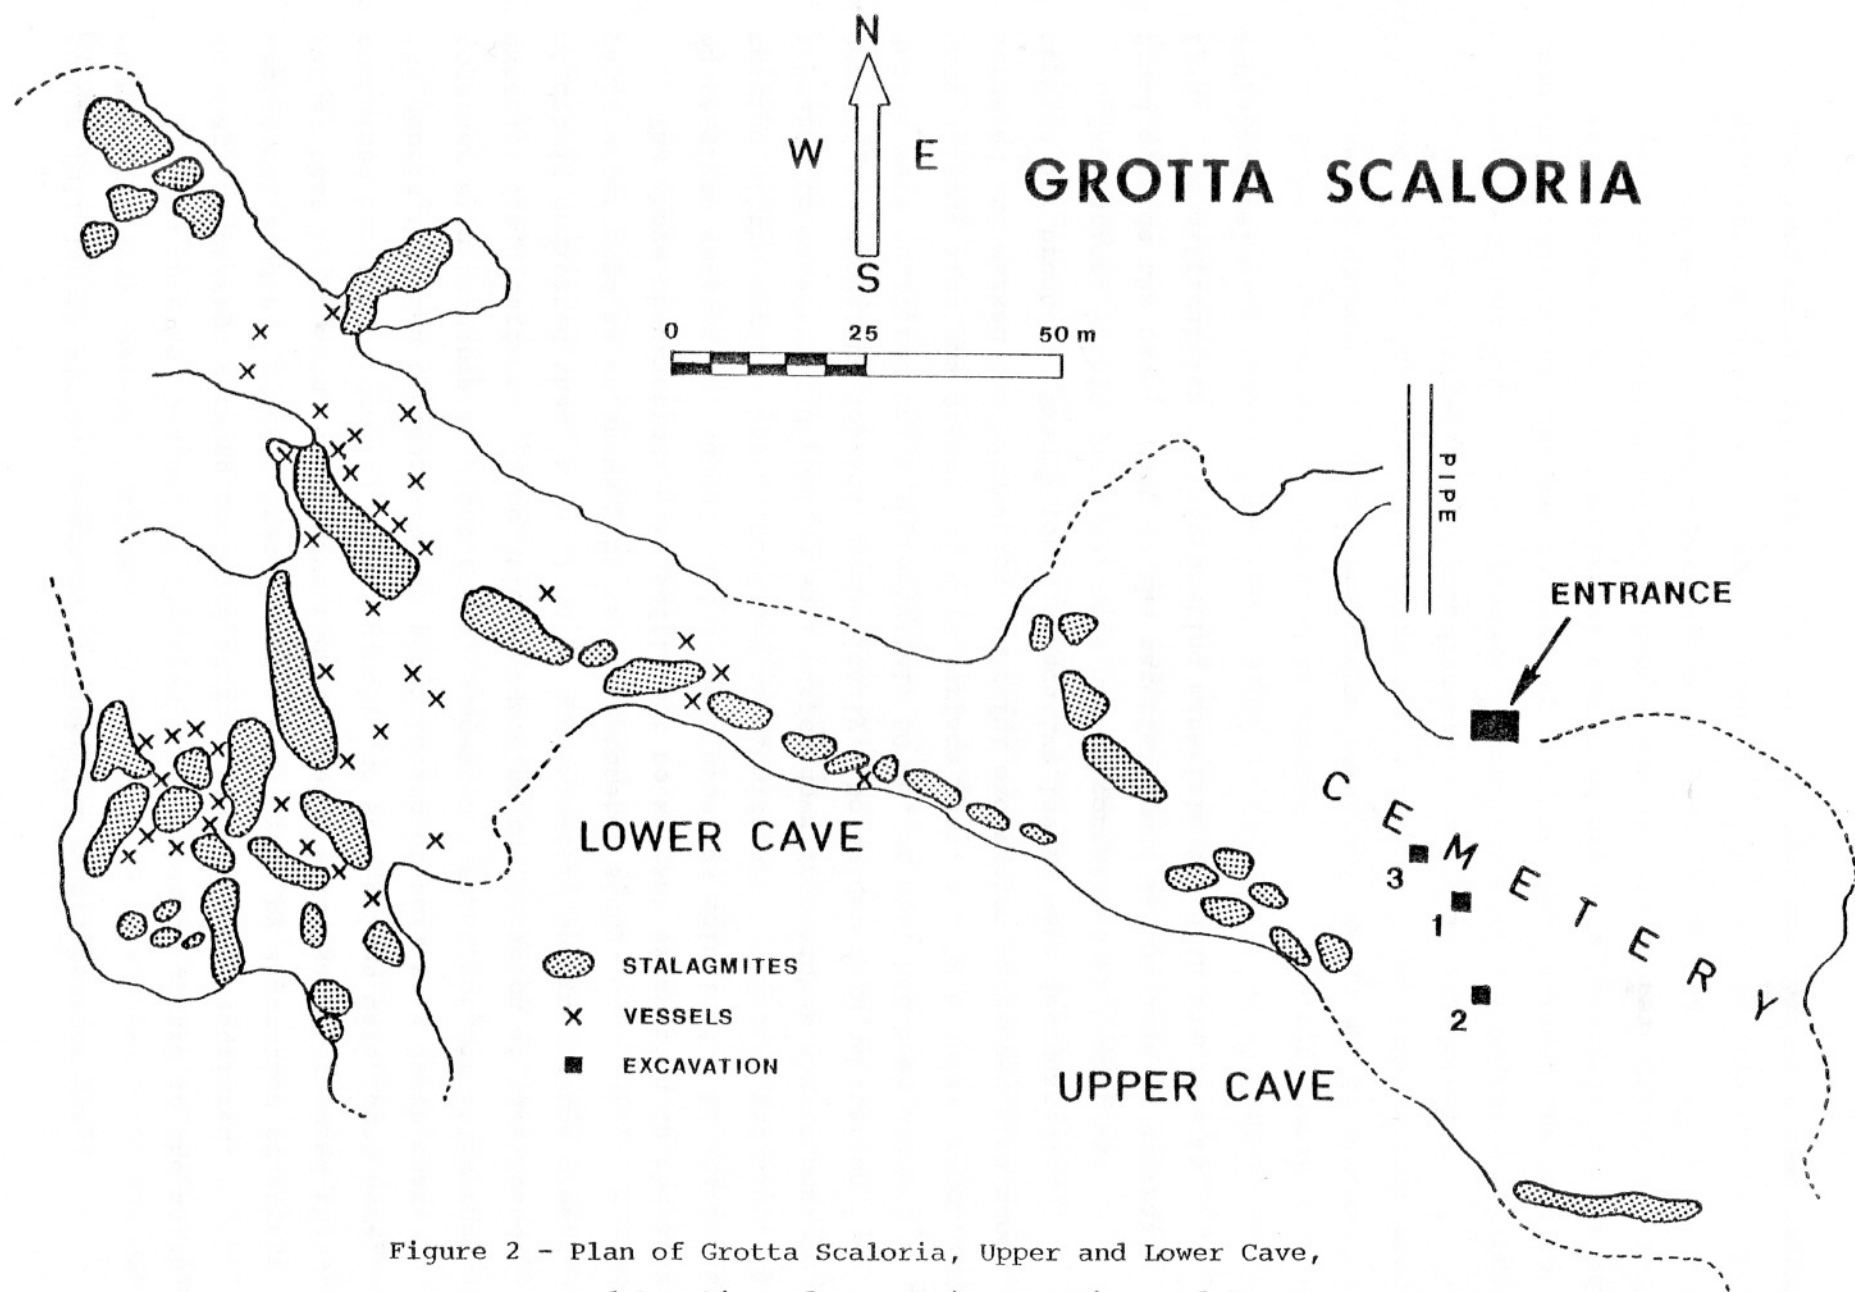 N
W E
S
GROTTA SCALORIA
0 25 50 m
PIPE
ENTRANCE
CEMETERY
3
1
2
LOWER CAVE
UPPER CAVE
STALAGMITES
× VESSELS
EXCAVATION
Figure 2 - Plan of Grotta Scaloria, Upper and Lower Cave,